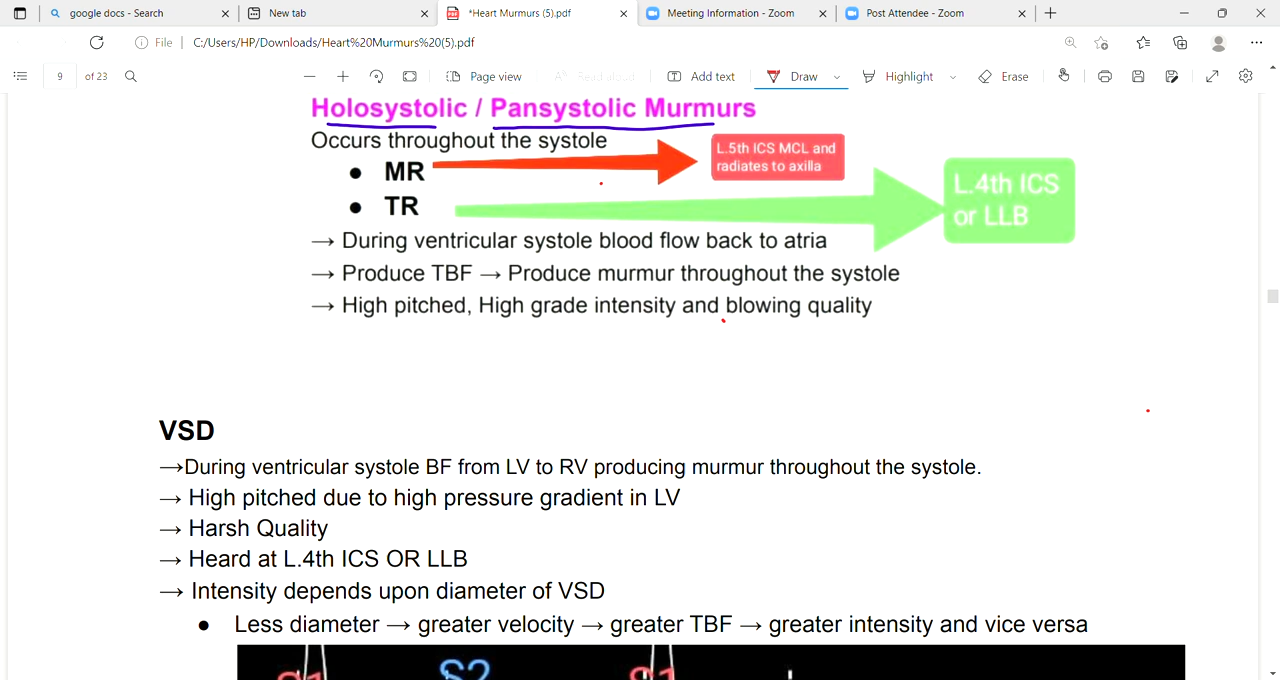 google docs - Search
New tab
*Heart Murmurs (5).pdf
Meeting Information - Zoom
Post Attendee - Zoom
File | C:/Users/HP/Downloads/Heart%20Murmurs%20(5).pdf
9 of 23
Page view
Read aloud
Add text
Draw
Highlight
Erase
Holosystolic / Pansystolic Murmurs
Occurs throughout the systole
• MR
L.5th ICS MCL and
radiates to axilla
• TR
L.4th ICS
or LLB
→ During ventricular systole blood flow back to atria
→ Produce TBF → Produce murmur throughout the systole
→ High pitched, High grade intensity and blowing quality
VSD
→During ventricular systole BF from LV to RV producing murmur throughout the systole.
→ High pitched due to high pressure gradient in LV
→ Harsh Quality
→ Heard at L.4th ICS OR LLB
→ Intensity depends upon diameter of VSD
• Less diameter → greater velocity → greater TBF → greater intensity and vice versa
S1 S2 S1